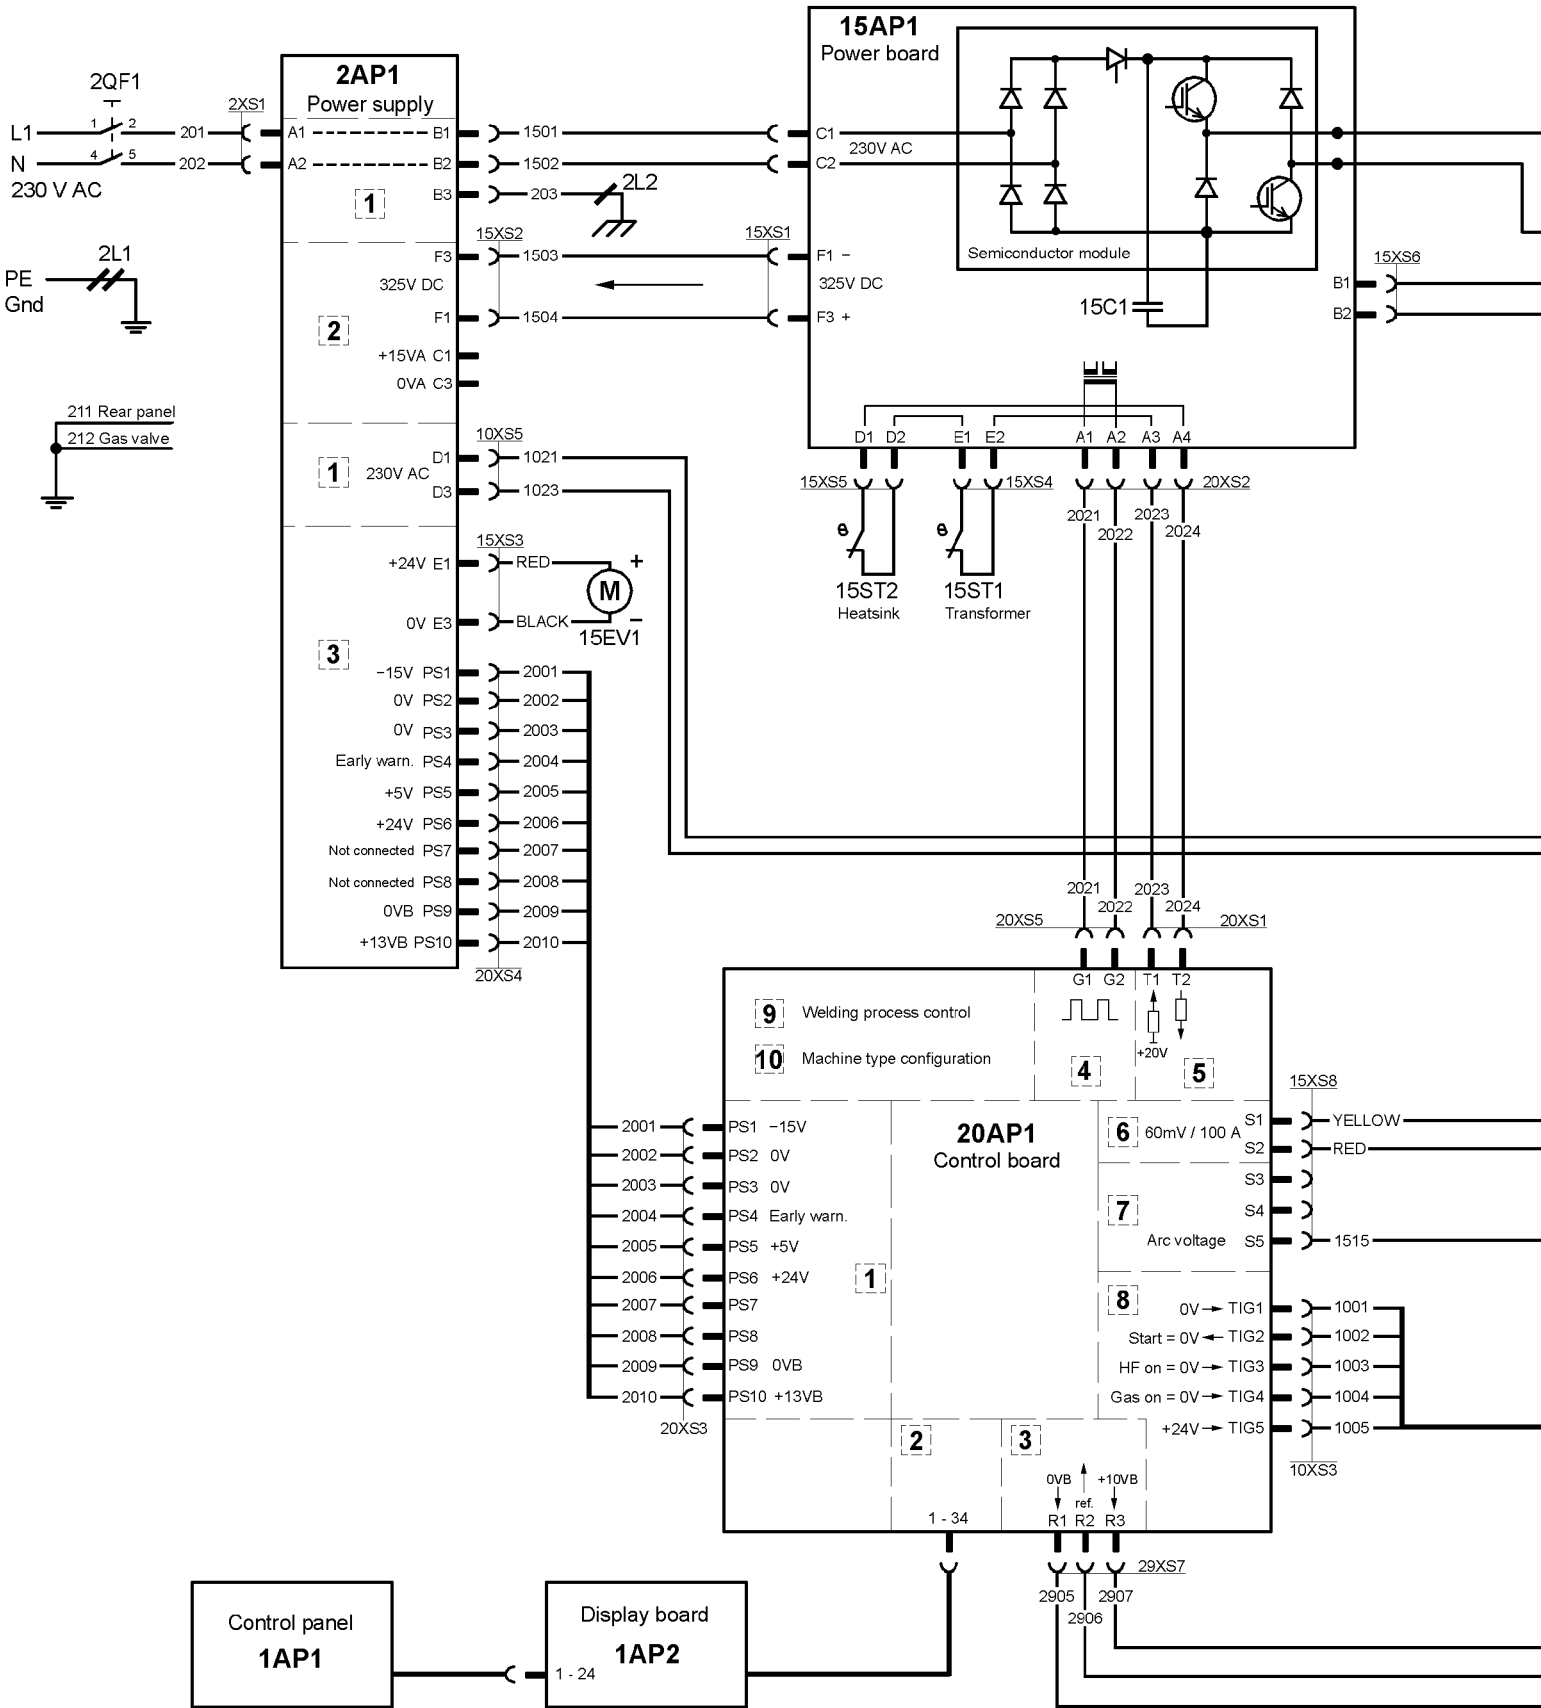 15AP1
Power board
2AP1
Power supply
2QF1
2XS1
L1
1
2
201
A1
B1
1501
C1
230V AC
N
4
5
202
A2
B2
1502
C2
230 V AC
1
B3
203
2L2
Semiconductor module
2L1
PE
Gnd
15XS2
15XS1
F3
1503
F1 −
325V DC
325V DC
2
F1
1504
F3 +
15C1
15XS6
B1
B2
+15VA C1
0VA C3
211 Rear panel
212 Gas valve
D1
D2
E1
E2
A1
A2
A3
A4
10XS5
1
230V AC
D1
1021
D3
1023
15XS5
15XS4
20XS2
2021
2022
2023
2024
θ
θ
15ST2
Heatsink
15ST1
Transformer
15XS3
+24V E1
RED
+
M
0V E3
BLACK
−
15EV1
3
−15V PS1
2001
0V PS2
2002
0V PS3
2003
Early warn. PS4
2004
+5V PS5
2005
+24V PS6
2006
Not connected PS7
2007
Not connected PS8
2008
0VB PS9
2009
+13VB PS10
2010
20XS4
2021
2022
2023
2024
20XS5
20XS1
G1
G2
T1
T2
9
Welding process control
10
Machine type configuration
4
+20V
5
15XS8
2001
PS1 −15V
2002
PS2 0V
2003
PS3 0V
2004
PS4 Early warn.
2005
PS5 +5V
2006
PS6 +24V
2007
PS7
2008
PS8
2009
PS9 0VB
2010
PS10 +13VB
20XS3
1
20AP1
Control board
6
60mV / 100 A
S1
YELLOW
S2
RED
S3
7
S4
Arc voltage
S5
1515
8
0V
TIG1
1001
Start = 0V
TIG2
1002
HF on = 0V
TIG3
1003
Gas on = 0V
TIG4
1004
+24V
TIG5
1005
10XS3
2
3
0VB
ref.
+10VB
1 - 34
R1
R2
R3
29XS7
2905
2906
2907
Control panel
1AP1
Display board
1AP2
1 - 24